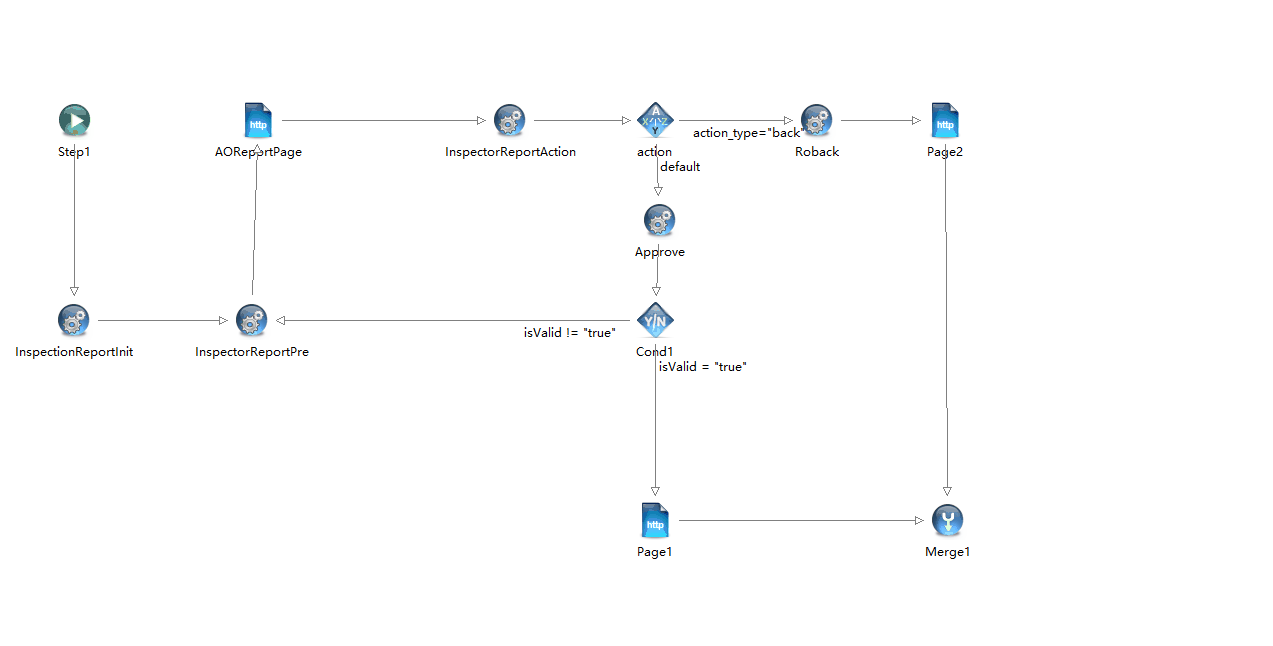 http
A
X Y Z
Y
action_type="back"
http
Step1
AOReportPage
InspectorReportAction
action
Roback
Page2
default
Approve
Y N
isValid != "true"
InspectionReportInit
InspectorReportPre
Cond1
isValid = "true"
http
Page1
Merge1